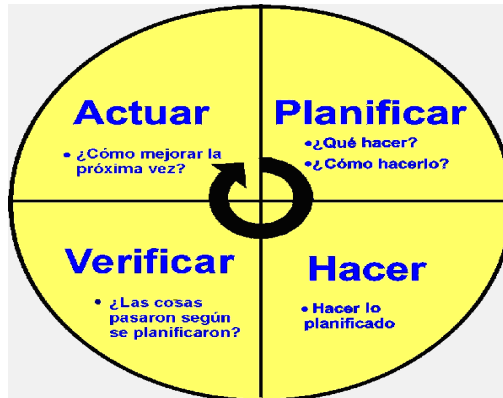 Actuar
• ¿Cómo mejorar la
próxima vez?
Planificar
•¿Qué hacer?
•¿Cómo hacerlo?
Verificar
• ¿Las cosas
pasaron según
se planificaron?
Hacer
• Hacer lo
planificado